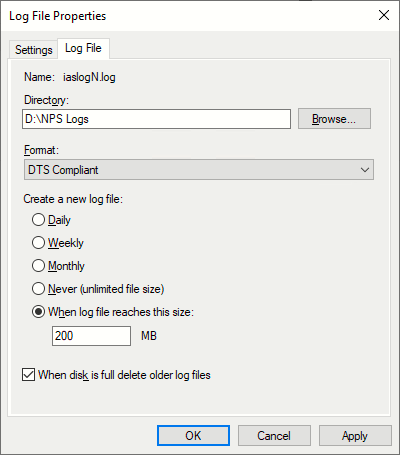 Log File Properties
Settings
Log File
Name: iaslogN.log
Directory:
D:\NPS Logs
Browse...
Format:
DTS Compliant
Create a new log file:
Daily
Weekly
Monthly
Never (unlimited file size)
When log file reaches this size:
200 MB
When disk is full delete older log files
OK Cancel Apply